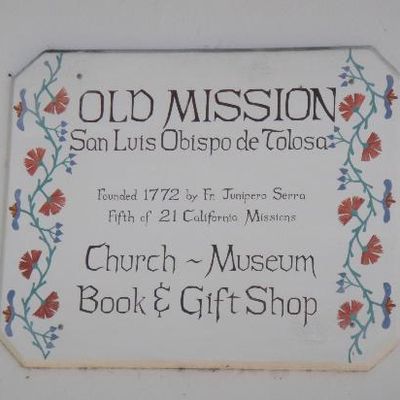 OLD MISSION
San Luis Obispo de Tolosa
Founded 1772 by Fr. Junipero Serra
Fifth of 21 California Missions
Church ~ Museum
Book & Gift Shop